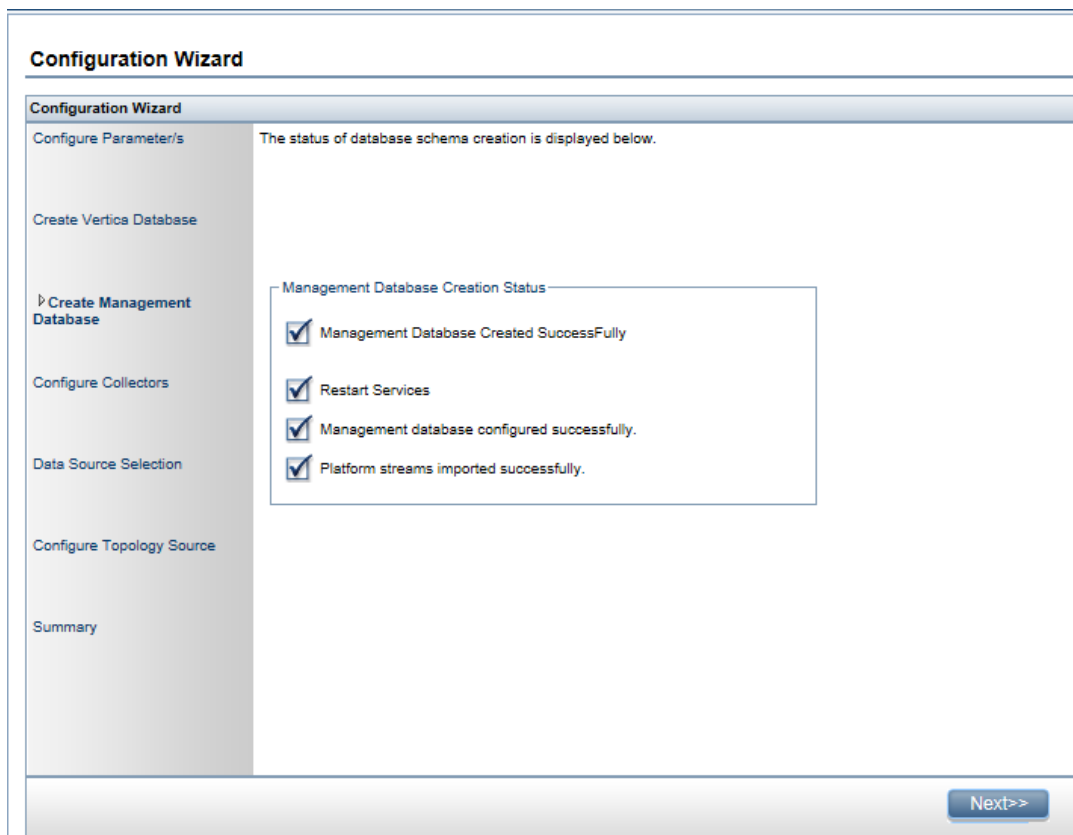 Configuration Wizard
Configuration Wizard
Configure Parameter/s
The status of database schema creation is displayed below.
Create Vertica Database
Create Management
Database
Management Database Creation Status
Management Database Created SuccessFully
Restart Services
Management database configured successfully.
Platform streams imported successfully.
Configure Collectors
Data Source Selection
Configure Topology Source
Summary
Next>>